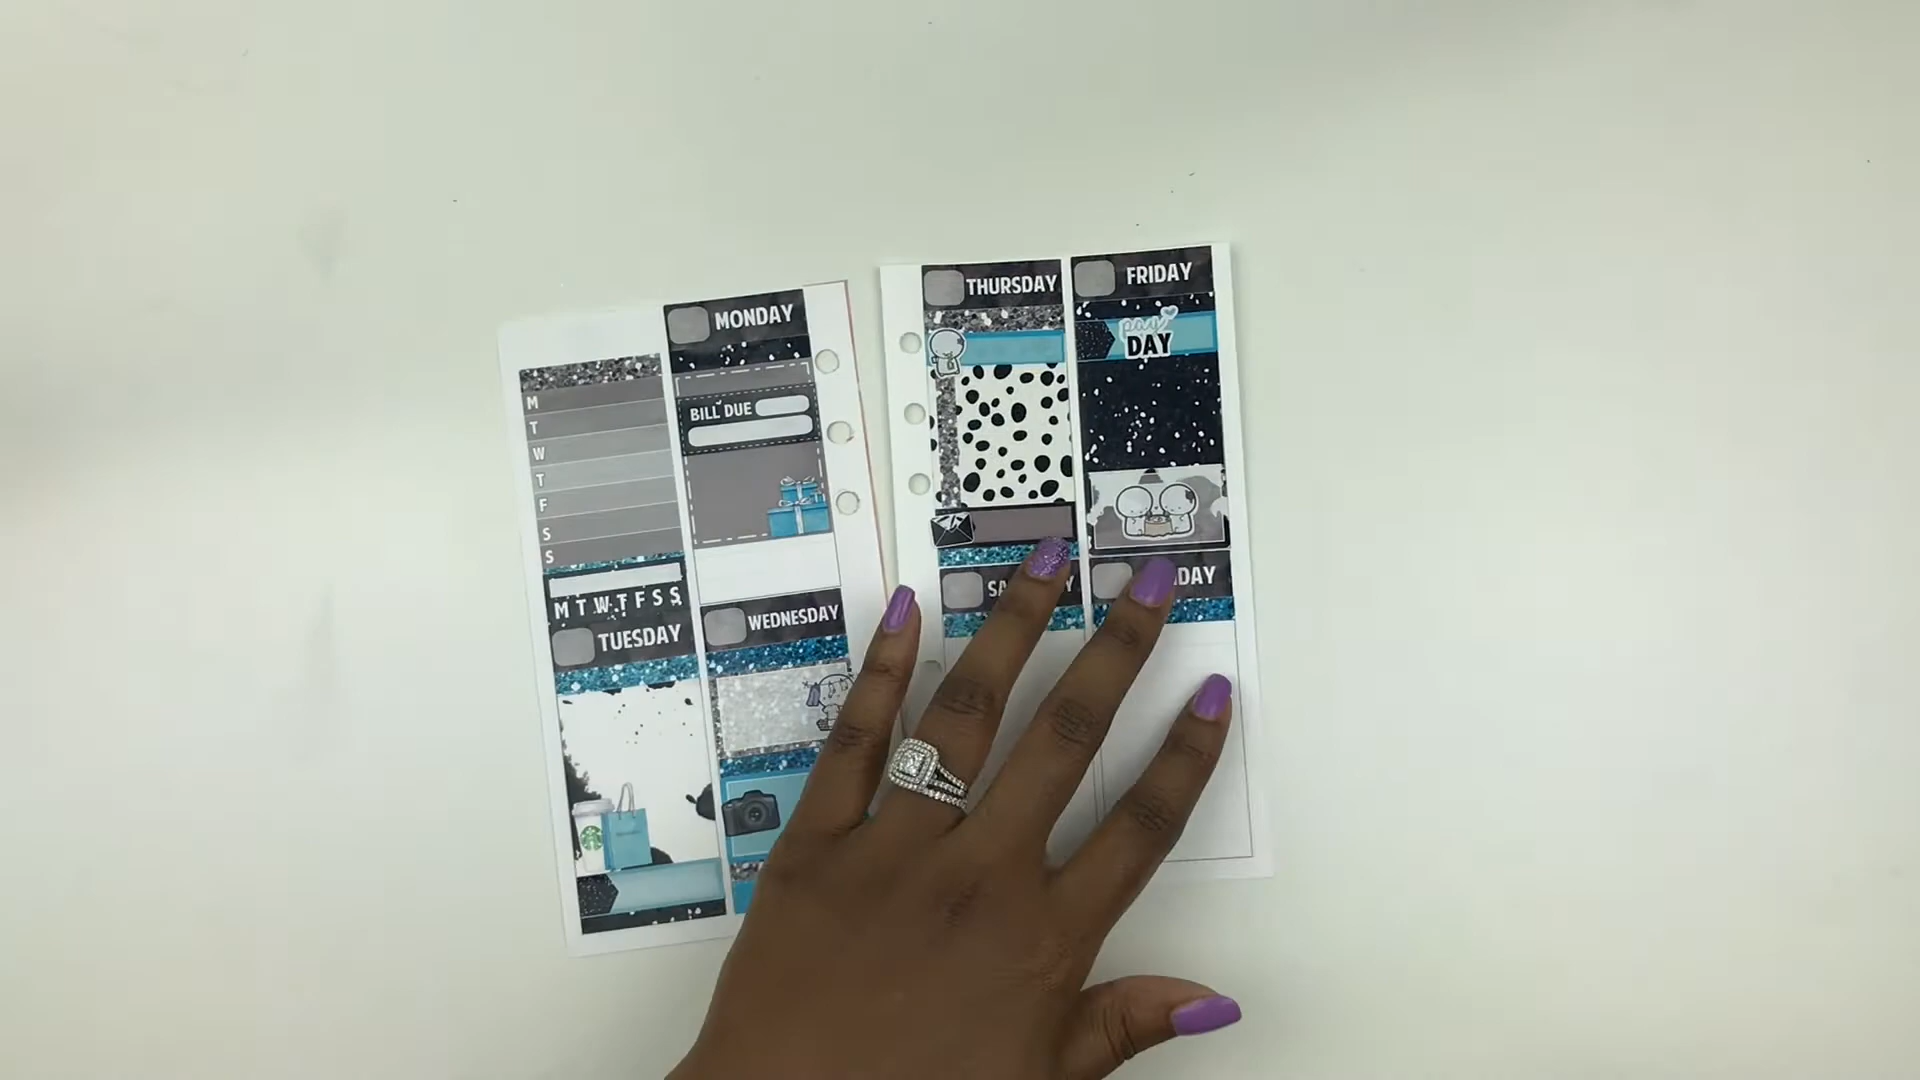 MONDAY
M
T
W
T
F
S
S
BILL DUE
M T W T F S S
TUESDAY
WEDNESDAY
THURSDAY
FRIDAY
pay
DAY